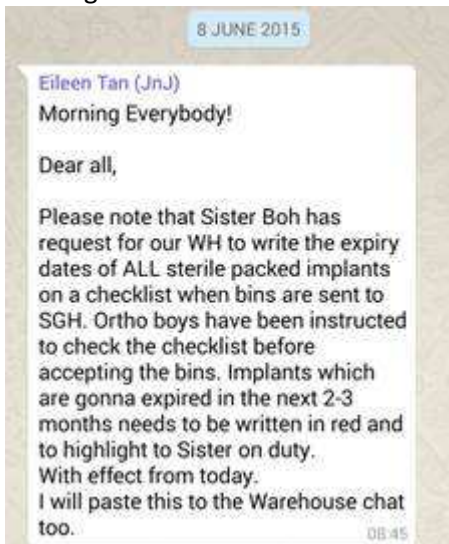 8 JUNE 2015
Eileen Tan (JnJ)
Morning Everybody!
Dear all,
Please note that Sister Boh has
request for our WH to write the expiry
dates of ALL sterile packed implants
on a checklist when bins are sent to
SGH. Ortho boys have been instructed
to check the checklist before
accepting the bins. Implants which
are gonna expired in the next 2-3
months needs to be written in red and
to highlight to Sister on duty.
With effect from today.
I will paste this to the Warehouse chat
too.
08:45